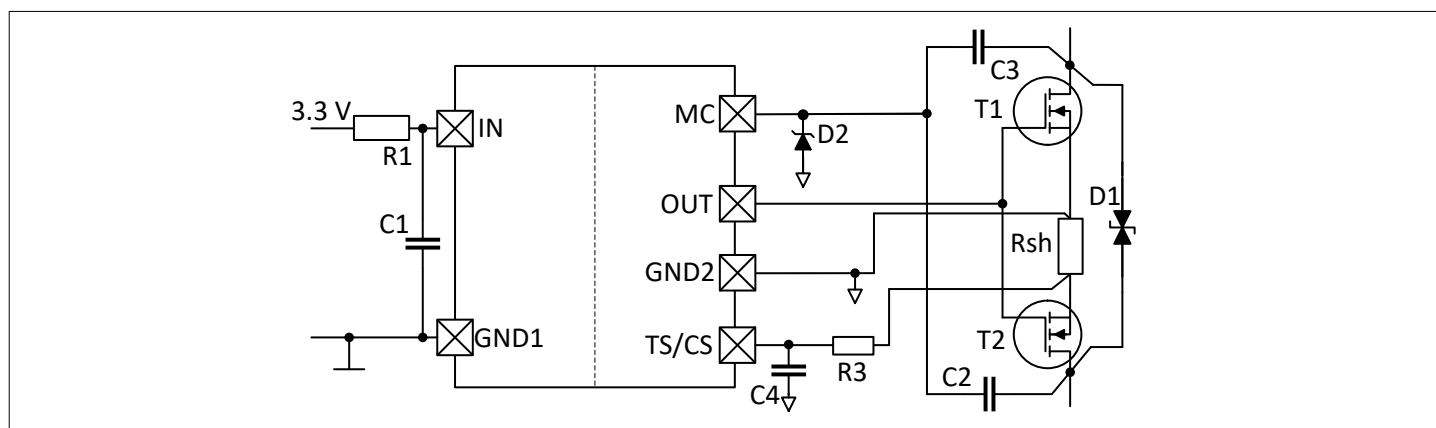 C3
3.3 V
IN
MC
T1
R1
D2
OUT
D1
C1
Rsh
GND2
GND1
TS/CS
T2
R3
C4
C2